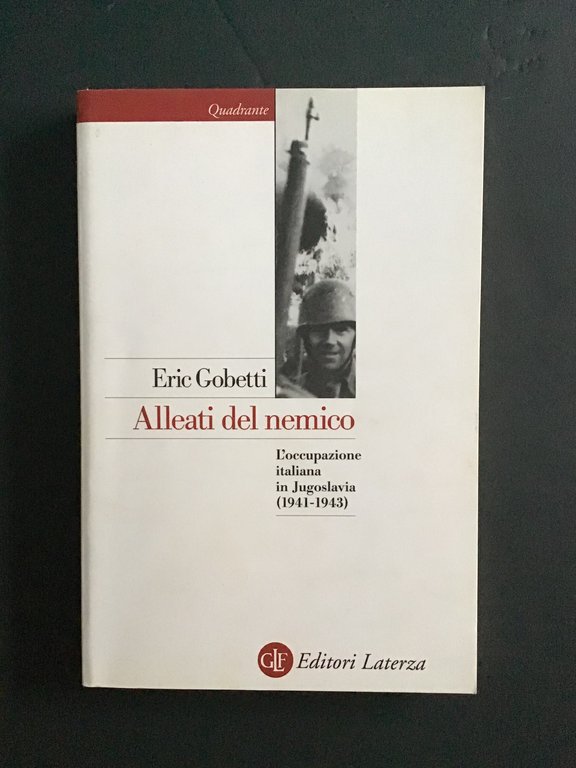 Quadrante
Eric Gobetti
Alleati del nemico
L'occupazione
italiana
in Jugoslavia
(1941-1943)
GLF Editori Laterza